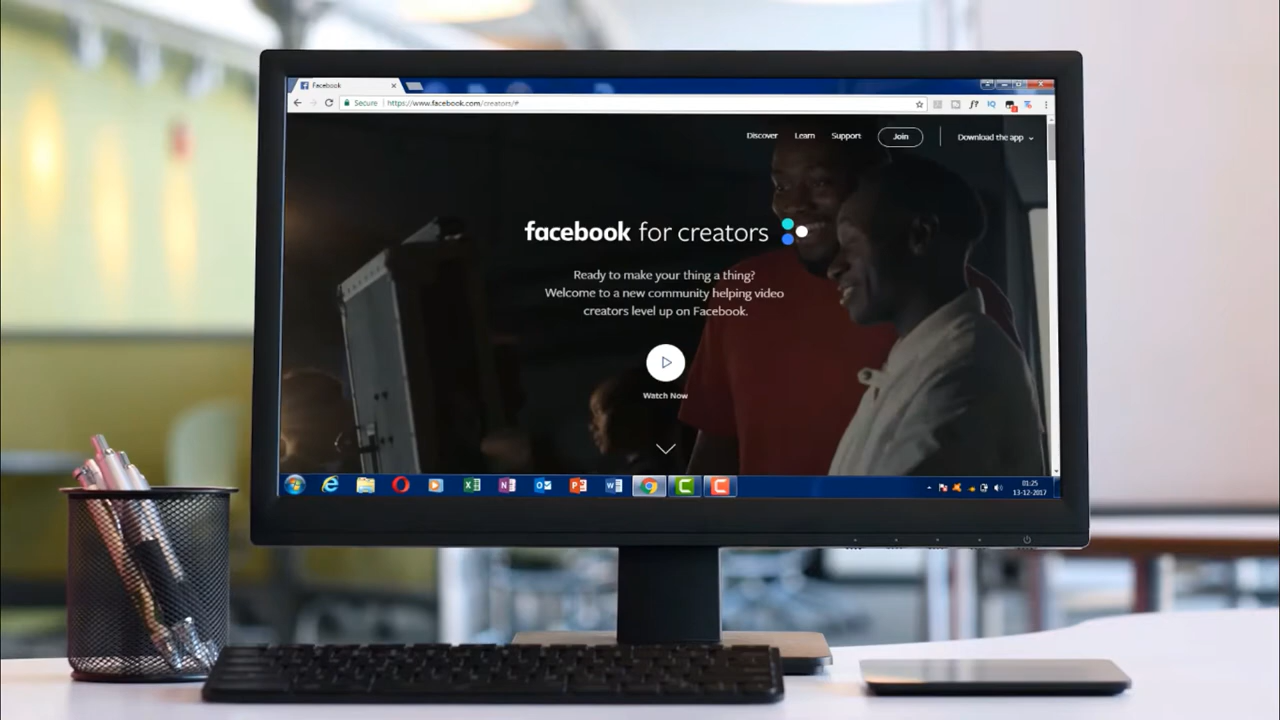 Facebook
Secure https://www.facebook.com/creators/#
f?
IQ
Discover Learn Support Join Download the app
facebook for creators
Ready to make your thing a thing?
Welcome to a new community helping video
creators level up on Facebook.
Watch Now
01:25
13-12-2017